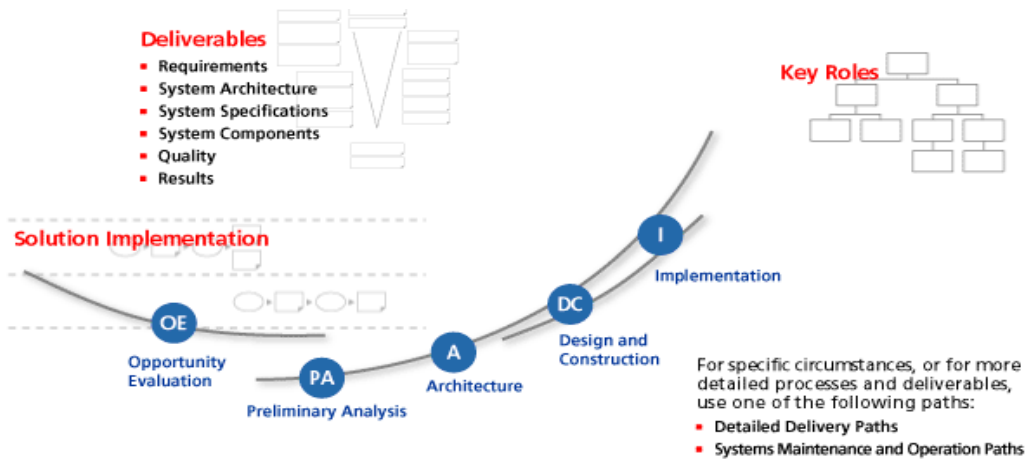 Deliverables
Requirements
System Architecture
System Specifications
System Components
Quality
Results
Key Roles
Solution Implementation
OE
Opportunity
Evaluation
PA
Preliminary Analysis
A
Architecture
DC
Design and
Construction
I
Implementation
For specific circumstances, or for more
detailed processes and deliverables,
use one of the following paths:
Detailed Delivery Paths
Systems Maintenance and Operation Paths